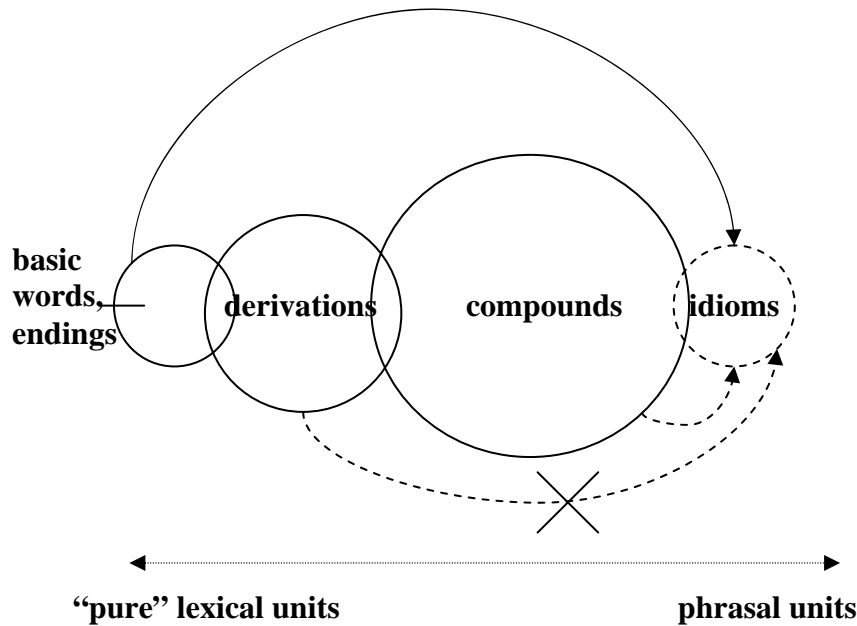 basic
words,
endings
derivations
compounds
idioms
“pure” lexical units
phrasal units